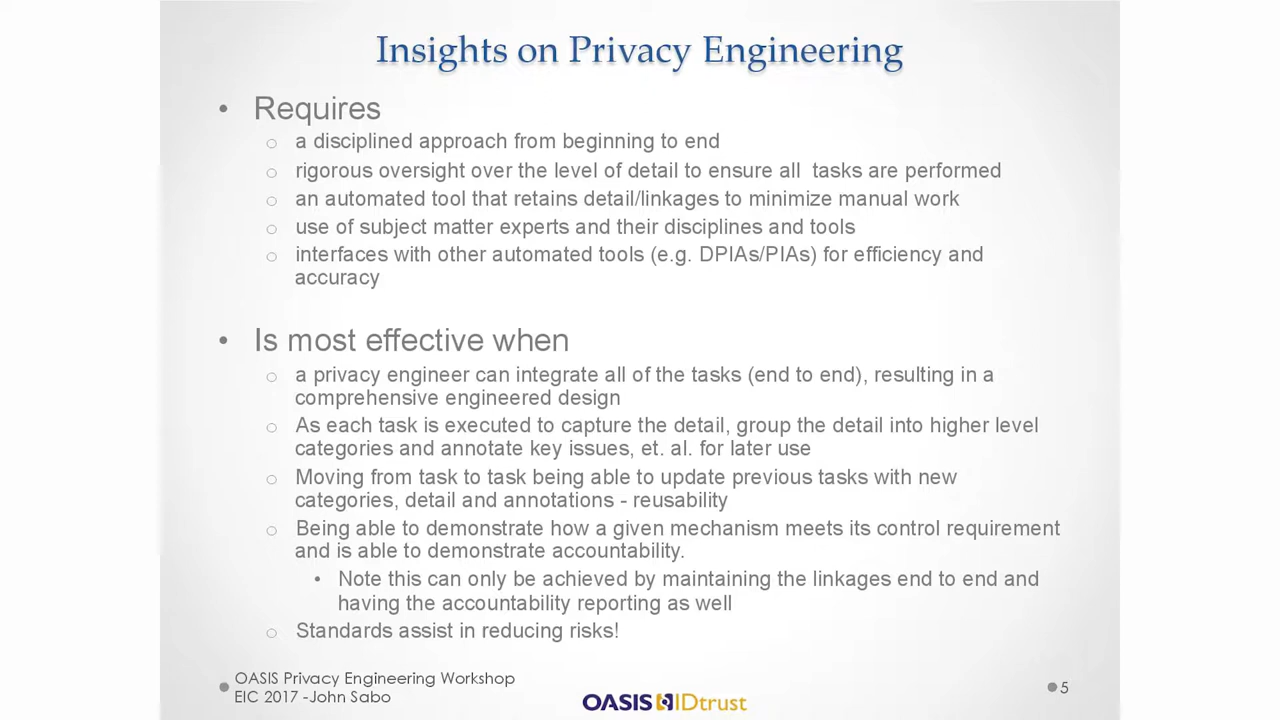 Insights on Privacy Engineering
• Requires
o a disciplined approach from beginning to end
o rigorous oversight over the level of detail to ensure all  tasks are performed
o an automated tool that retains detail/linkages to minimize manual work
o use of subject matter experts and their disciplines and tools
o interfaces with other automated tools (e.g. DPIAs/PIAs) for efficiency and
accuracy
• Is most effective when
o a privacy engineer can integrate all of the tasks (end to end), resulting in a
comprehensive engineered design
o As each task is executed to capture the detail, group the detail into higher level
categories and annotate key issues, et. al. for later use
o Moving from task to task being able to update previous tasks with new
categories, detail and annotations - reusability
o Being able to demonstrate how a given mechanism meets its control requirement
and is able to demonstrate accountability.
• Note this can only be achieved by maintaining the linkages end to end and
having the accountability reporting as well
o Standards assist in reducing risks!
OASIS Privacy Engineering Workshop
EIC 2017 -John Sabo
OASIS IDtrust
5